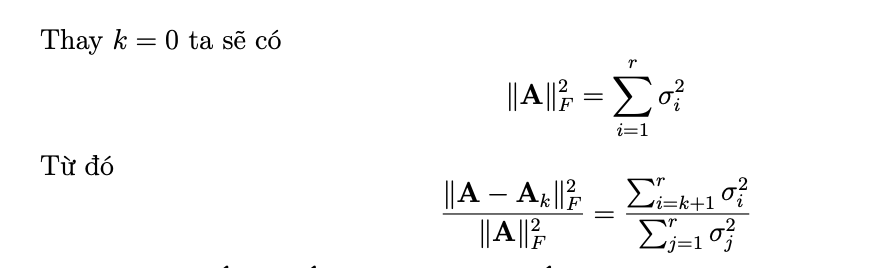 Thay k = 0 ta sẽ có
‖A‖²_F = ∑_{i=1}^{r} σ_i²
Từ đó
‖A − A_k‖²_F / ‖A‖²_F = ∑_{i=k+1}^{r} σ_i² / ∑_{j=1}^{r} σ_j²